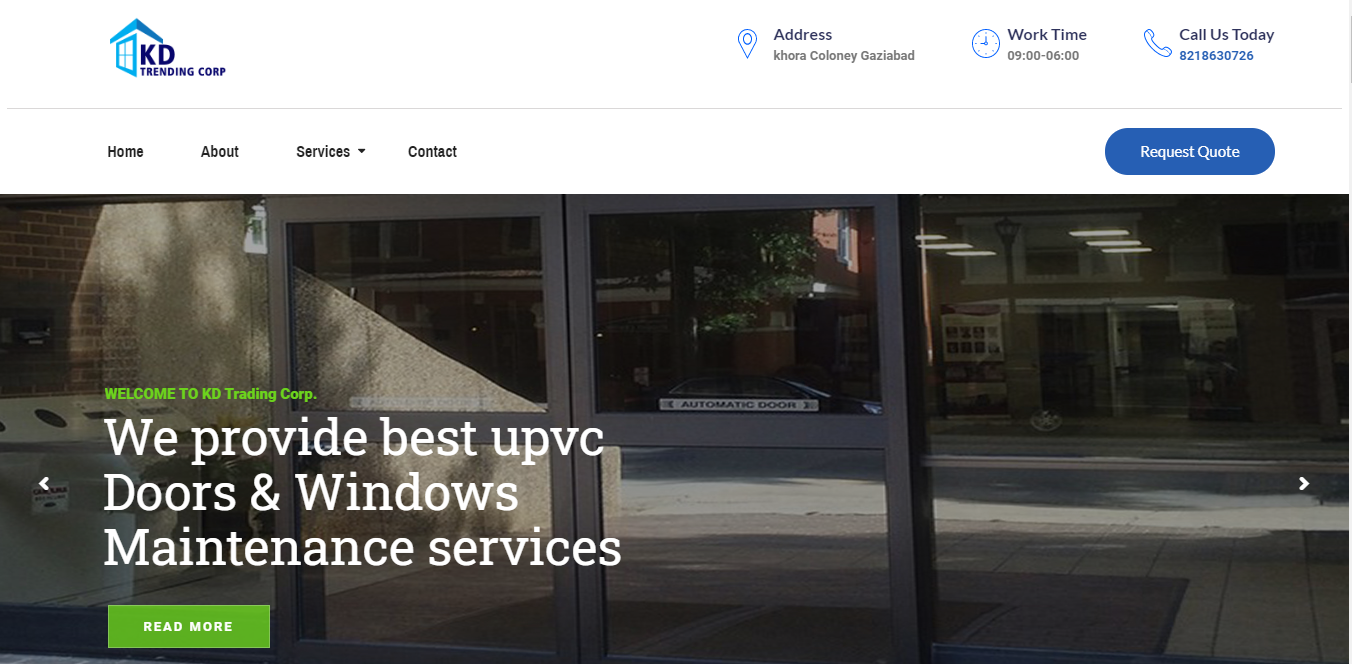 KD
TRENDING CORP
Address
khora Coloney Gaziabad
Work Time
09:00-06:00
Call Us Today
8218630726
Home
About
Services
Contact
Request Quote
AUTOMATIC DOOR
WELCOME TO KD Trading Corp.
We provide best upvc
Doors & Windows
Maintenance services
READ MORE